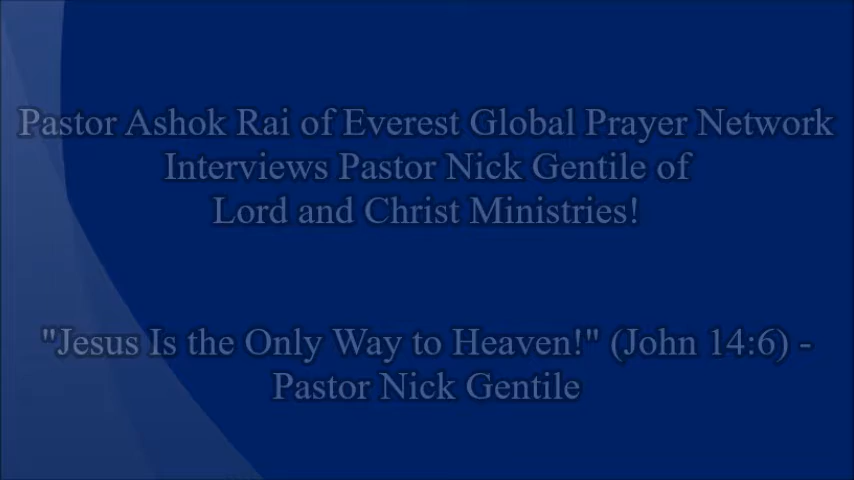 Pastor Ashok Rai of Everest Global Prayer Network
Interviews Pastor Nick Gentile of
Lord and Christ Ministries!
"Jesus Is the Only Way to Heaven!" (John 14:6) -
Pastor Nick Gentile